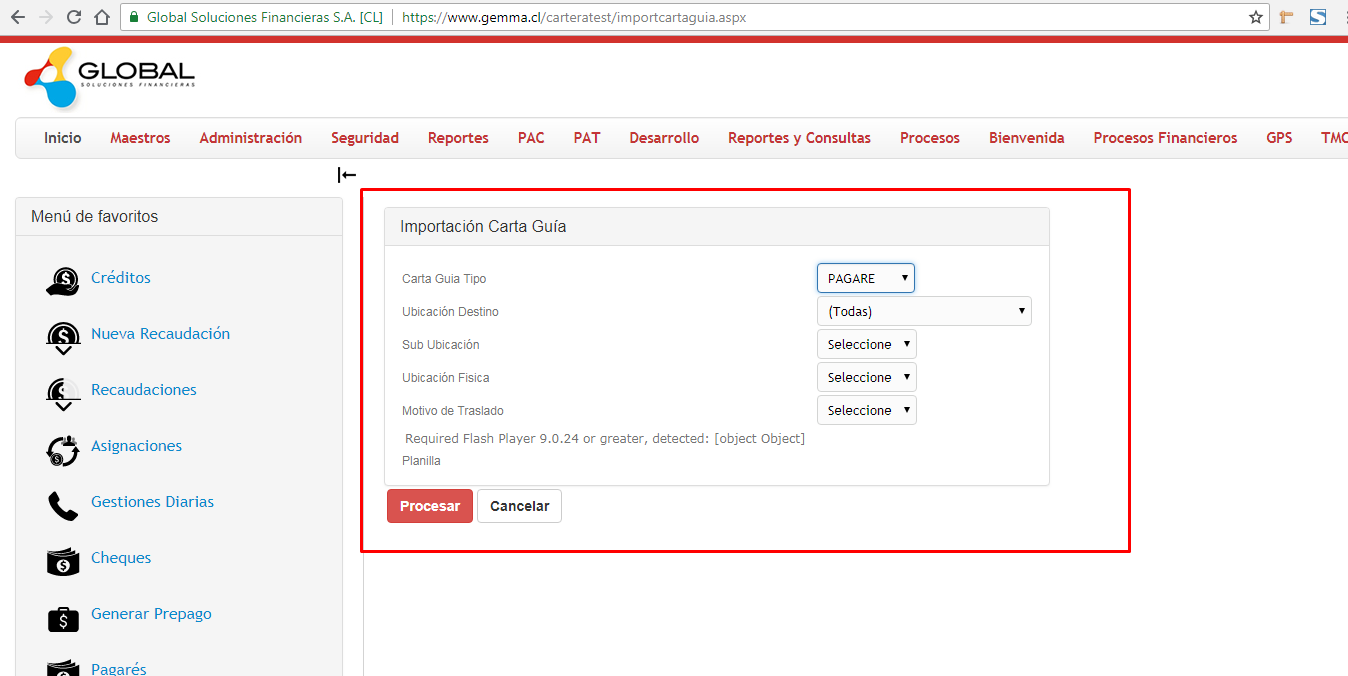 Global Soluciones Financieras S.A. [CL] https://www.gemma.cl/carteratest/importcartaguia.aspx
GLOBAL
SOLUCIONES FINANCIERAS
Inicio Maestros Administración Seguridad Reportes PAC PAT Desarrollo Reportes y Consultas Procesos Bienvenida Procesos Financieros GPS TMC
Menú de favoritos
Créditos
Nueva Recaudación
Recaudaciones
Asignaciones
Gestiones Diarias
Cheques
Generar Prepago
Pagarés
Importación Carta Guía
Carta Guia Tipo PAGARE
Ubicación Destino (Todas)
Sub Ubicación Seleccione
Ubicación Fisica Seleccione
Motivo de Traslado Seleccione
Required Flash Player 9.0.24 or greater, detected: [object Object]
Planilla
Procesar Cancelar